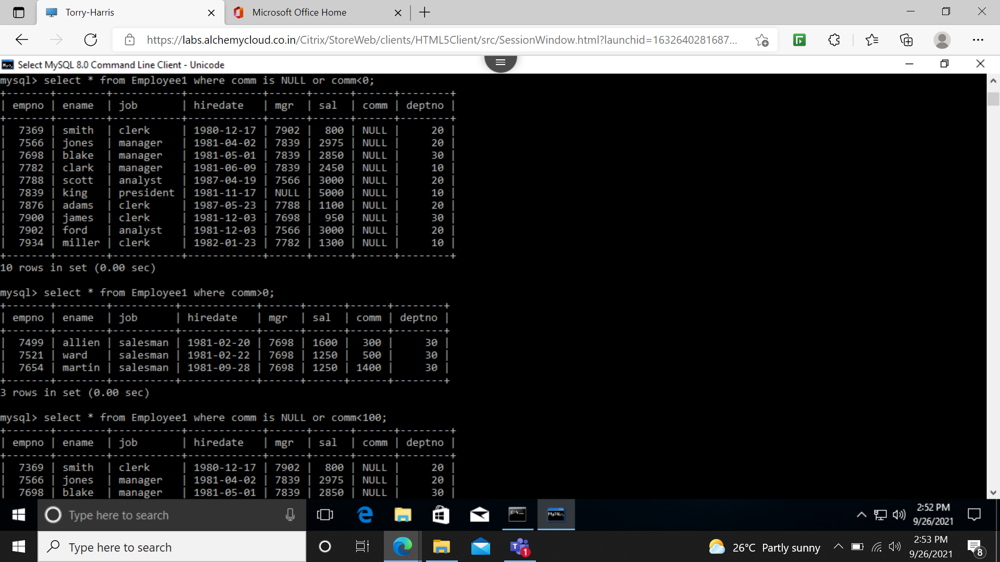 Torry-Harris
Microsoft Office Home
https://labs.alchemycloud.co.in/Citrix/StoreWeb/clients/HTML5Client/src/SessionWindow.html?launchid=1632640281687...
Select MySQL 8.0 Command Line Client - Unicode
mysql> select * from Employee1 where comm is NULL or comm<0;
+-------+--------+-----------+------------+------+------+------+--------+
| empno | ename  | job       | hiredate   | mgr  | sal  | comm | deptno |
+-------+--------+-----------+------------+------+------+------+--------+
|  7369 | smith  | clerk     | 1980-12-17 | 7902 |  800 | NULL |     20 |
|  7566 | jones  | manager   | 1981-04-02 | 7839 | 2975 | NULL |     20 |
|  7698 | blake  | manager   | 1981-05-01 | 7839 | 2850 | NULL |     30 |
|  7782 | clark  | manager   | 1981-06-09 | 7839 | 2450 | NULL |     10 |
|  7788 | scott  | analyst   | 1987-04-19 | 7566 | 3000 | NULL |     20 |
|  7839 | king   | president | 1981-11-17 | NULL | 5000 | NULL |     10 |
|  7876 | adams  | clerk     | 1987-05-23 | 7788 | 1100 | NULL |     20 |
|  7900 | james  | clerk     | 1981-12-03 | 7698 |  950 | NULL |     30 |
|  7902 | ford   | analyst   | 1981-12-03 | 7566 | 3000 | NULL |     20 |
|  7934 | miller | clerk     | 1982-01-23 | 7782 | 1300 | NULL |     10 |
+-------+--------+-----------+------------+------+------+------+--------+
10 rows in set (0.00 sec)
mysql> select * from Employee1 where comm>0;
+-------+--------+----------+------------+------+------+------+--------+
| empno | ename  | job      | hiredate   | mgr  | sal  | comm | deptno |
+-------+--------+----------+------------+------+------+------+--------+
|  7499 | allien | salesman | 1981-02-20 | 7698 | 1600 |  300 |     30 |
|  7521 | ward   | salesman | 1981-02-22 | 7698 | 1250 |  500 |     30 |
|  7654 | martin | salesman | 1981-09-28 | 7698 | 1250 | 1400 |     30 |
+-------+--------+----------+------------+------+------+------+--------+
3 rows in set (0.00 sec)
mysql> select * from Employee1 where comm is NULL or comm<100;
+-------+--------+-----------+------------+------+------+------+--------+
| empno | ename  | job       | hiredate   | mgr  | sal  | comm | deptno |
+-------+--------+-----------+------------+------+------+------+--------+
|  7369 | smith  | clerk     | 1980-12-17 | 7902 |  800 | NULL |     20 |
|  7566 | jones  | manager   | 1981-04-02 | 7839 | 2975 | NULL |     20 |
|  7698 | blake  | manager   | 1981-05-01 | 7839 | 2850 | NULL |     30 |
Type here to search
2:52 PM
9/26/2021
Type here to search
26°C Partly sunny
2:53 PM
9/26/2021
8
1